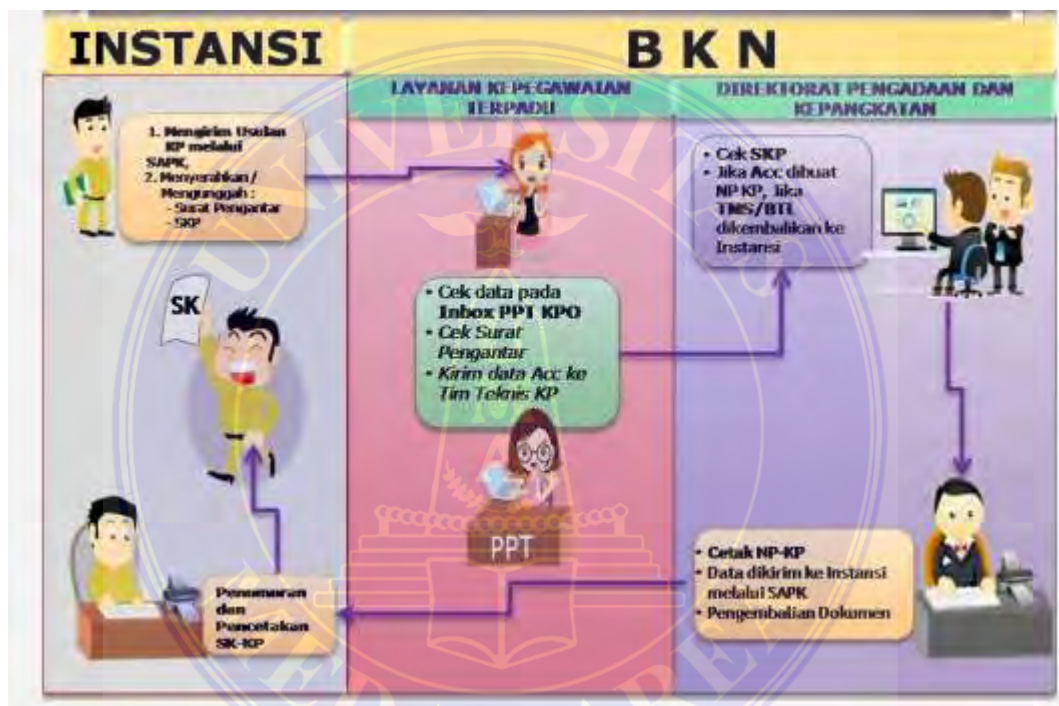 INSTANSI
B K N
LAYANAN KEPEGAWAIAN
TERPADU
DIREKTORAT PENGADAAN DAN
KEPANGKATAN
1. Mengirim Usulan
KP melalui
SAPK,
2. Menyerahkan/
Mengunggah :
- Surat Pengantar
- SKP
• Cek SKP
• Jika Acc dibuat
NP KP, Jika
TMS/BTL
dikembalikan ke
Instansi
SK
• Cek data pada
Inbox PPT KPO
• Cek Surat
Pengantar
• Kirim data Acc ke
Tim Teknis KP
PPT
• Cetak NP-KP
• Data dikirim ke Instansi
melalui SAPK
• Pengembalian Dokumen
Penomoran
dan
Pencetakan
SK-KP
UNIVERSITAS